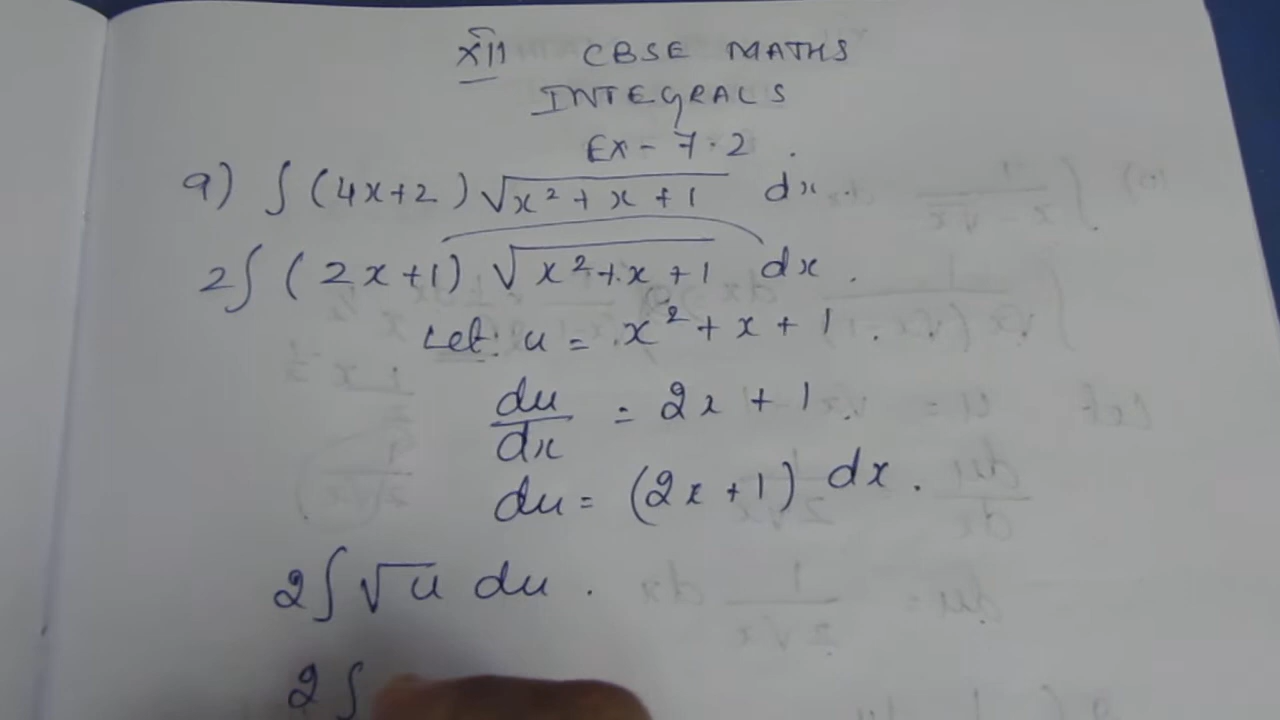 XII CBSE MATHS
INTEGRALS
EX - 7.2.
9) ∫ (4x+2) √x² + x + 1 dx.
2∫ (2x+1) √x² + x + 1 dx.
Let: u = x² + x + 1.
du/dx = 2x + 1.
du = (2x+1) dx.
2∫ √u du.
2∫